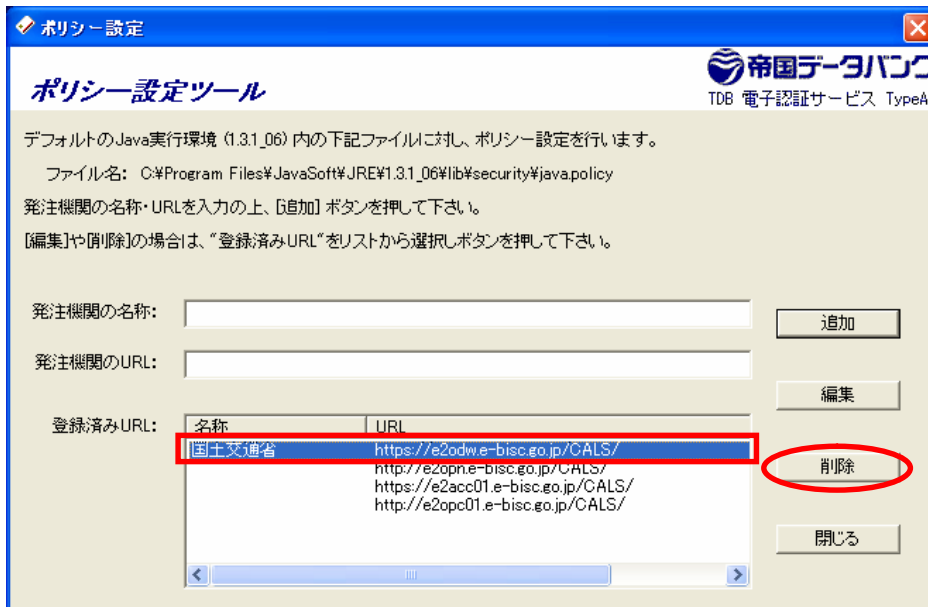 ポリシー設定
帝国データバンク
ポリシー設定ツール
TDB 電子認証サービス TypeA
デフォルトのJava実行環境 (1.3.1_06) 内の下記ファイルに対し、ポリシー設定を行います。
ファイル名: C:¥Program Files¥JavaSoft¥JRE¥1.3.1_06¥lib¥security¥java.policy
発注機関の名称・URLを入力の上、[追加] ボタンを押して下さい。
[編集]や[削除]の場合は、"登録済みURL"をリストから選択しボタンを押して下さい。
発注機関の名称:
追加
発注機関のURL:
編集
登録済みURL:
名称 URL
国土交通省 https://e2odw.e-bisc.go.jp/CALS/
http://e2opn.e-bisc.go.jp/CALS/
https://e2acc01.e-bisc.go.jp/CALS/
http://e2opc01.e-bisc.go.jp/CALS/
削除
閉じる